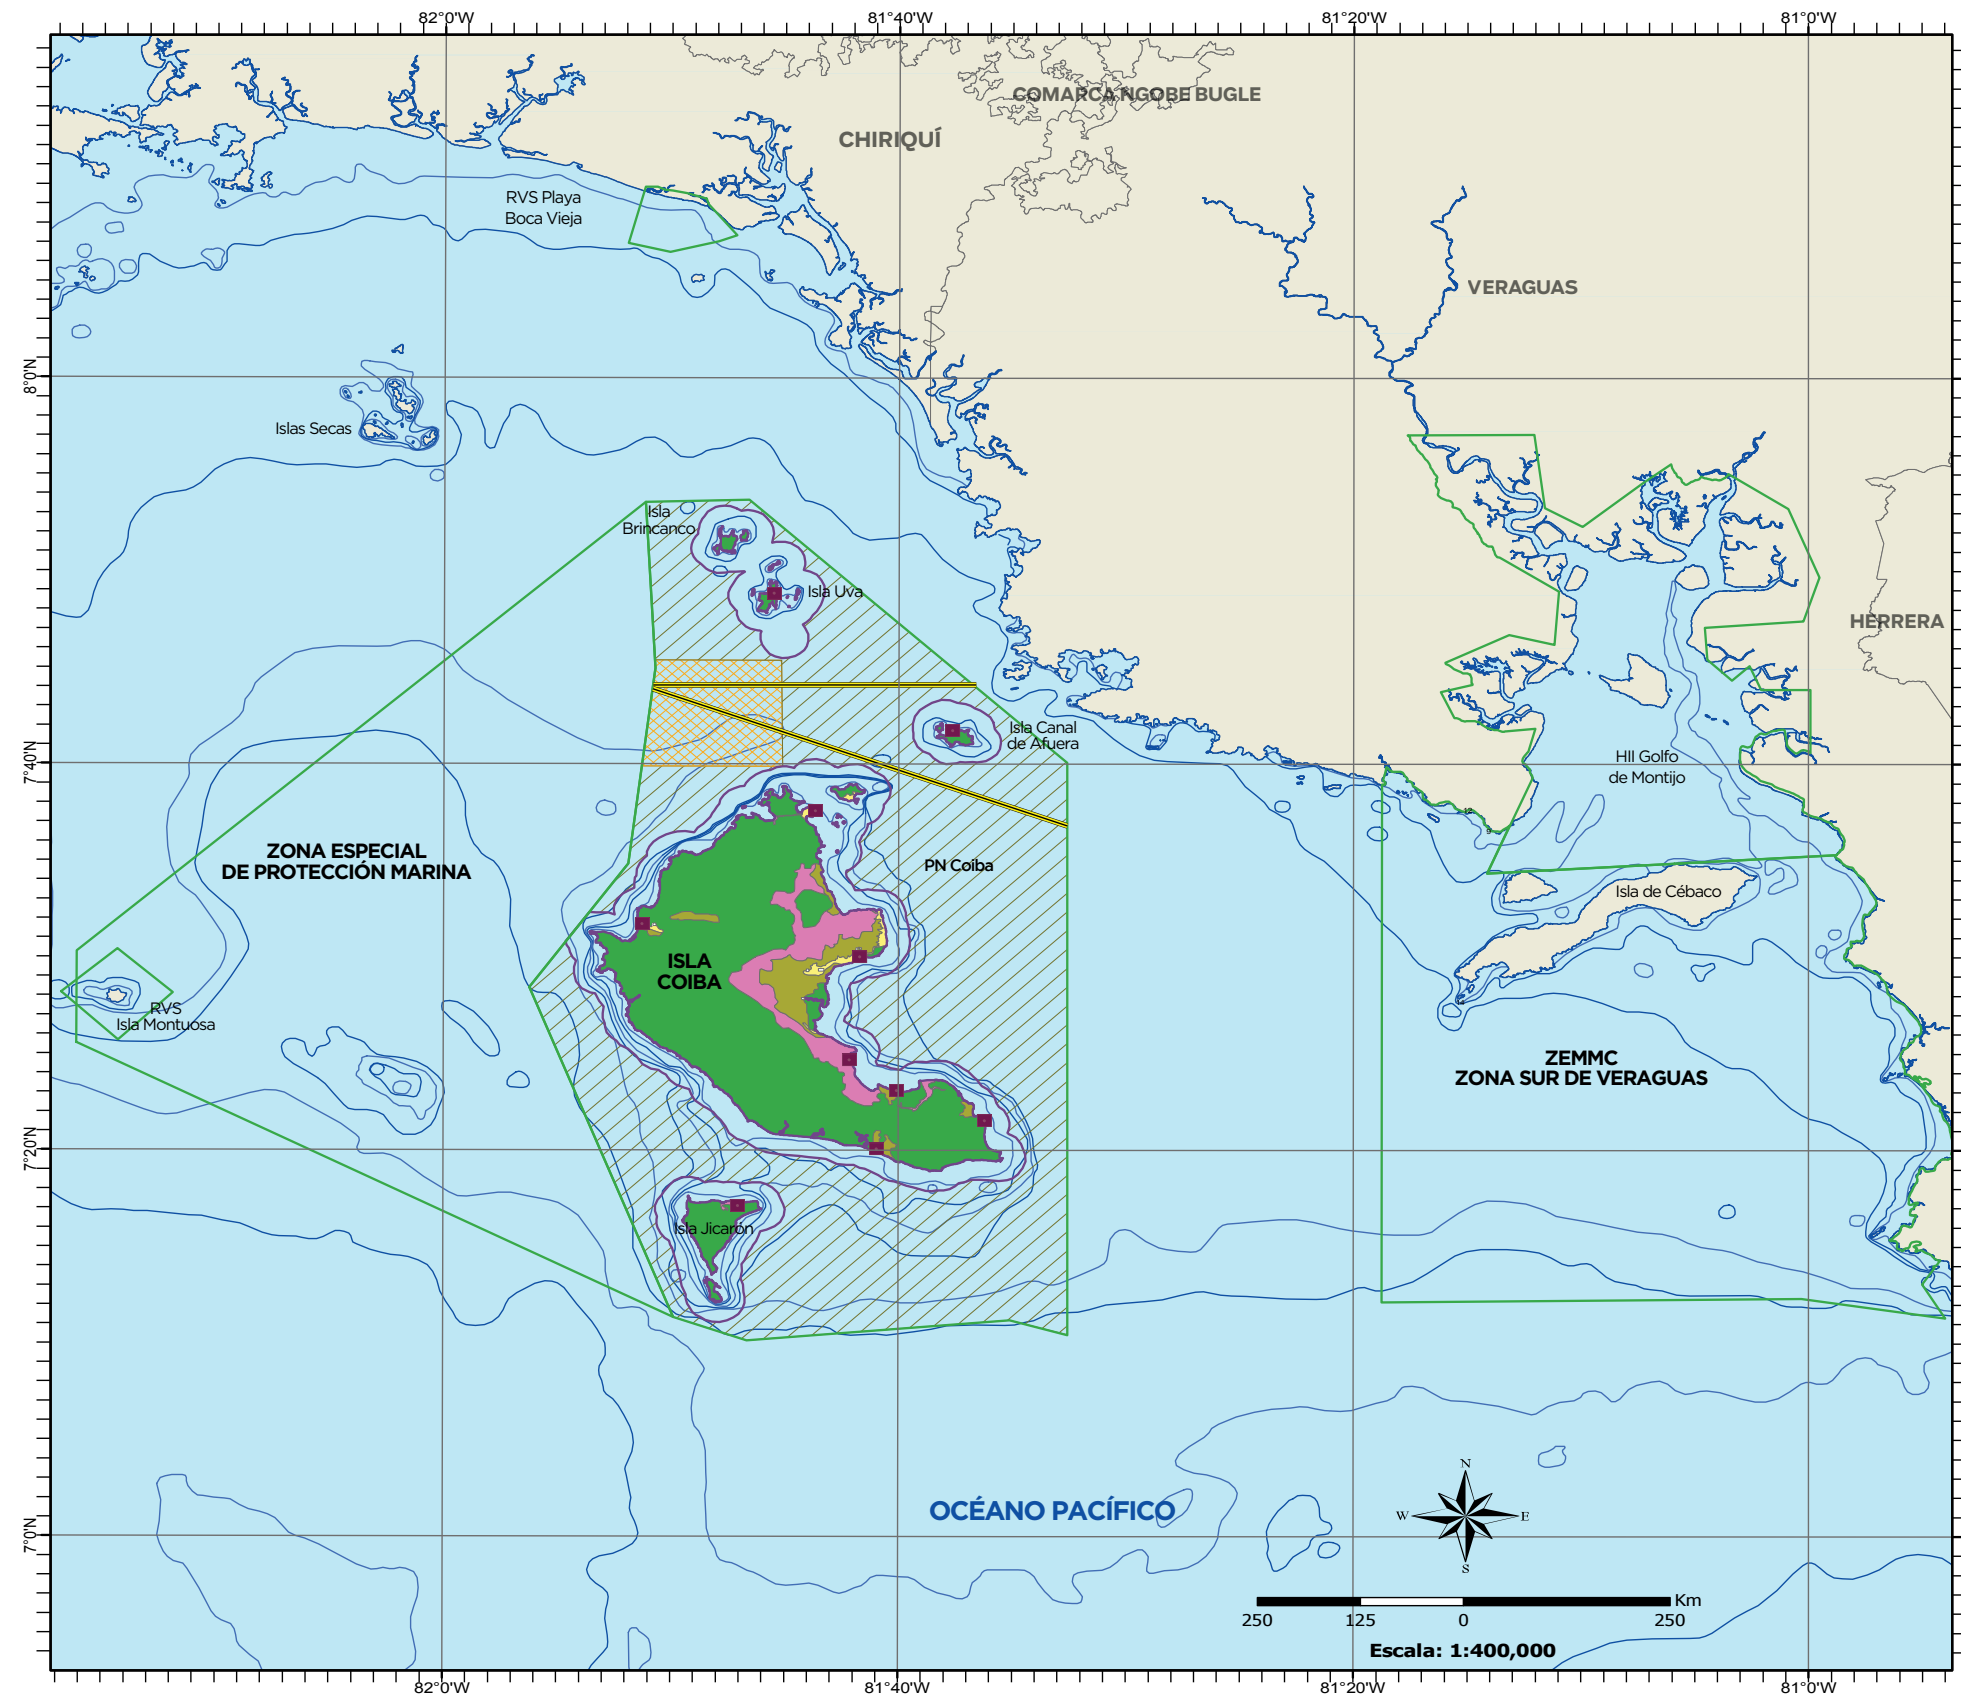 82°0'W 81°40'W 81°20'W 81°0'W
COMARCA NGOBE BUGLE
CHIRIQUÍ
RVS Playa
Boca Vieja
VERAGUAS
8°0'N
Islas Secas
Isla
Brincanco
Isla Uva
HERRERA
Isla Canal
de Afuera
HII Golfo
de Montijo
7°40'N
12
9
ZONA ESPECIAL
DE PROTECCIÓN MARINA
PN Coiba
Isla de Cébaco
ISLA
COIBA
RVS
Isla Montuosa
ZEMMC
ZONA SUR DE VERAGUAS
7°20'N
Isla Jicarón
OCÉANO PACÍFICO
N
W E
S
7°0'N
Km
250 125 0 250
Escala: 1:400,000
82°0'W 81°40'W 81°20'W 81°0'W